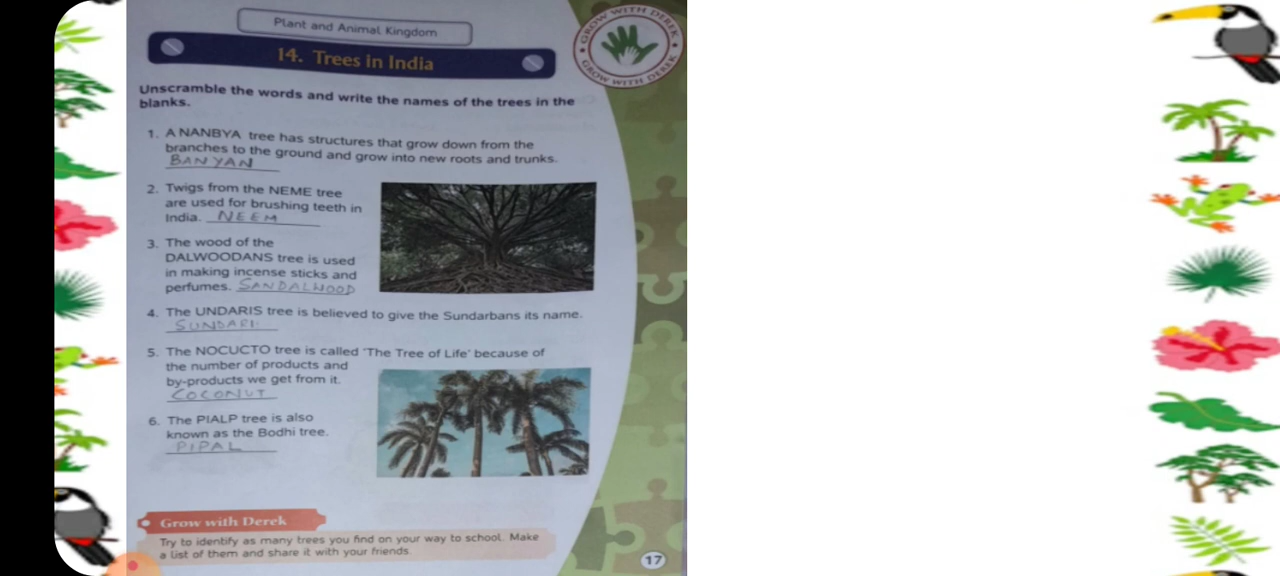 Plant and Animal Kingdom
GROW WITH DEREK
GROW WITH DEREK
14. Trees in India
Unscramble the words and write the names of the trees in the
blanks.
1. A NANBYA tree has structures that grow down from the
branches to the ground and grow into new roots and trunks.
BANYAN
2. Twigs from the NEME tree
are used for brushing teeth in
India. NEEM
3. The wood of the
DALWOODANS tree is used
in making incense sticks and
perfumes. SANDALWOOD
4. The UNDARIS tree is believed to give the Sundarbans its name.
SUNDARI
5. The NOCUCTO tree is called 'The Tree of Life' because of
the number of products and
by-products we get from it.
COCONUT
6. The PIALP tree is also
known as the Bodhi tree.
PIPAL
Grow with Derek
Try to identify as many trees you find on your way to school. Make
a list of them and share it with your friends.
17